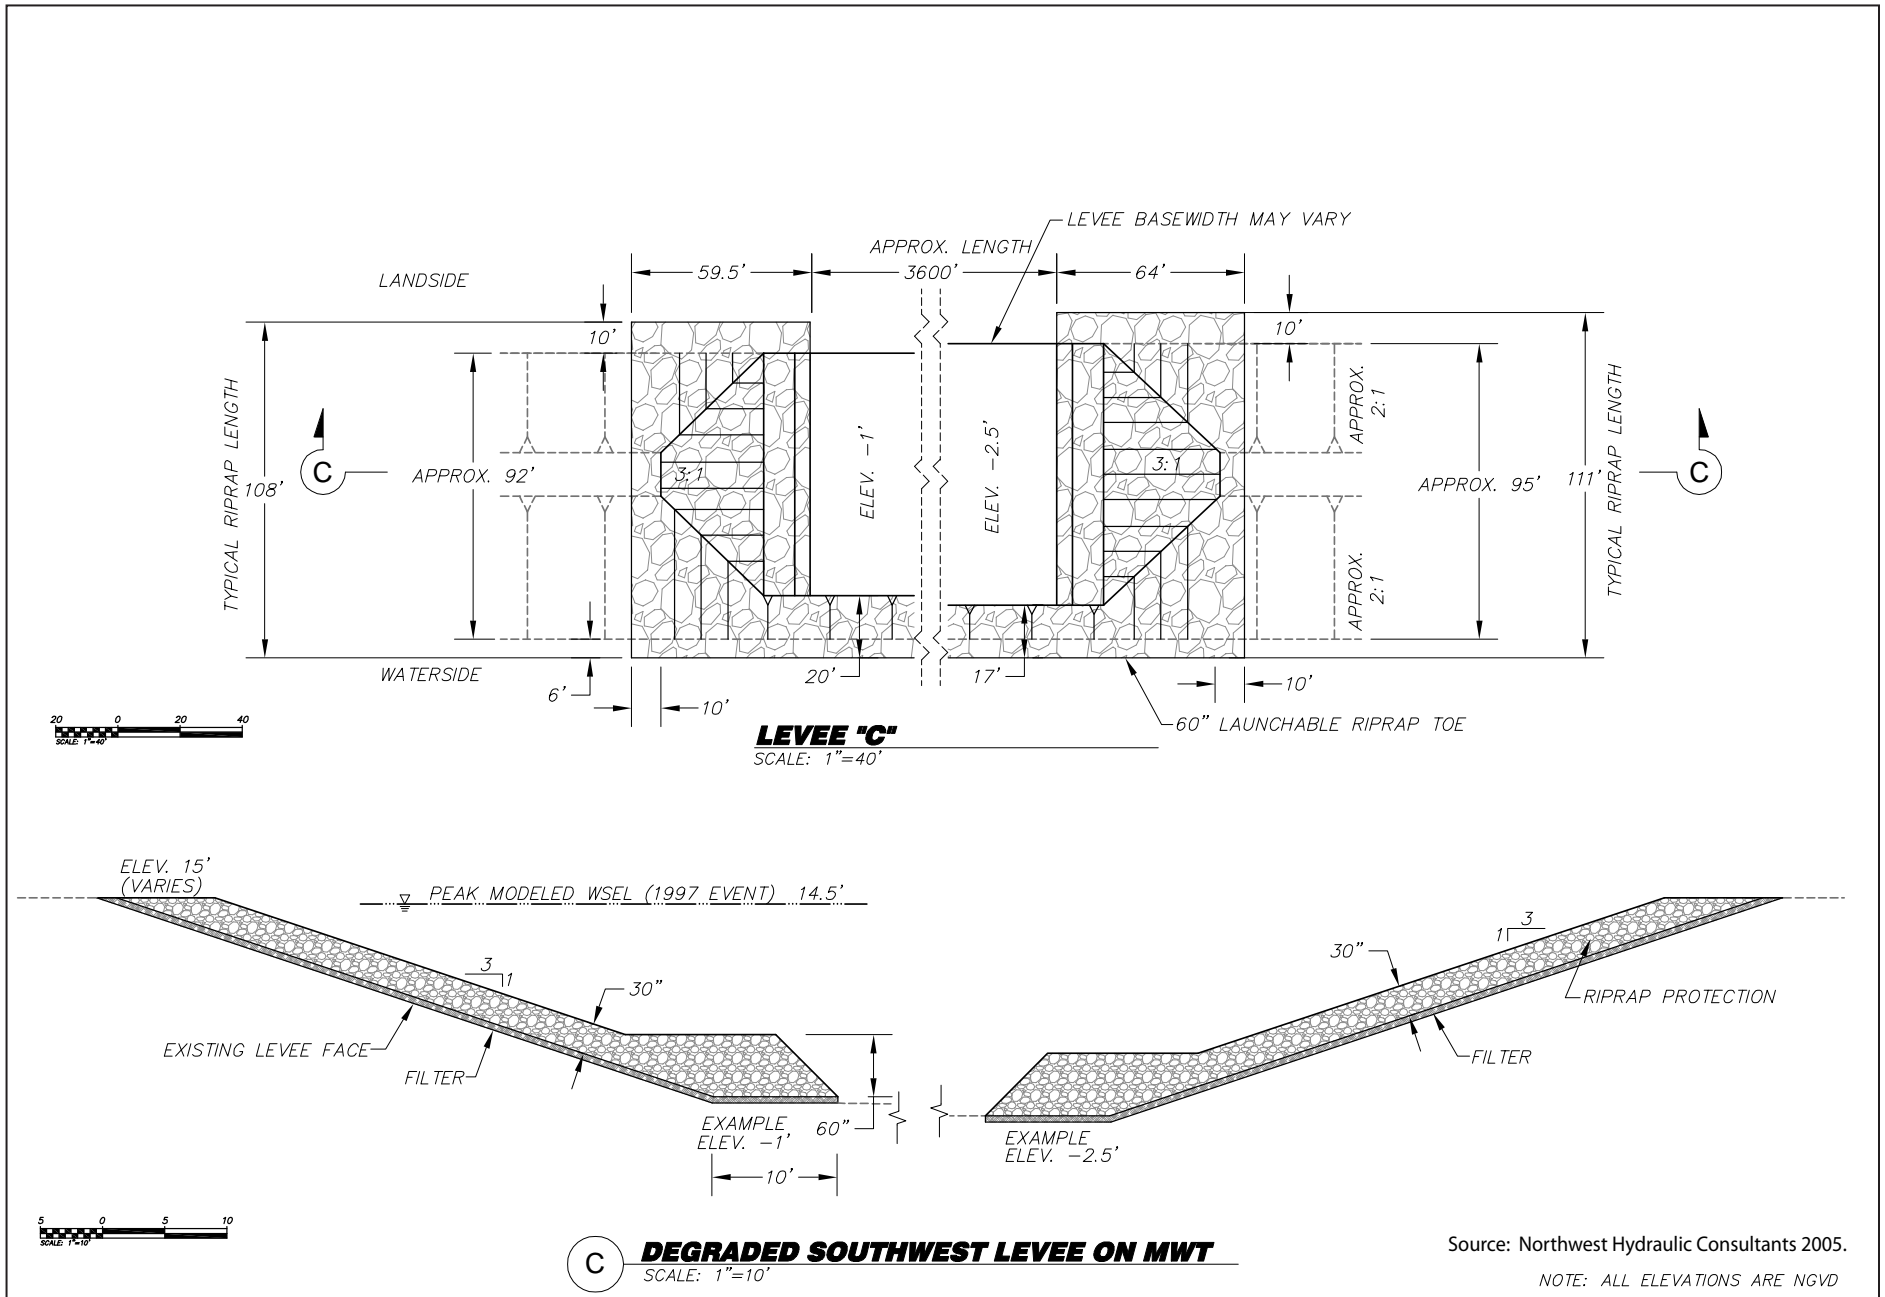 LEVEE BASEWIDTH MAY VARY
APPROX. LENGTH
59.5'
3600'
64'
LANDSIDE
10'
10'
TYPICAL RIPRAP LENGTH
108'
C
APPROX. 92'
3:1
ELEV. -1'
ELEV. -2.5'
3:1
APPROX.
2:1
APPROX.
2:1
APPROX. 95'
111'
TYPICAL RIPRAP LENGTH
C
WATERSIDE
6'
10'
20'
17'
10'
60" LAUNCHABLE RIPRAP TOE
20 0 20 40
SCALE: 1"=40'
LEVEE "C"
SCALE: 1"=40'
ELEV. 15'
(VARIES)
PEAK MODELED WSEL (1997 EVENT) 14.5'
3
1
30"
EXISTING LEVEE FACE
FILTER
EXAMPLE
ELEV. -1'
60"
10'
3
1
30"
RIPRAP PROTECTION
FILTER
EXAMPLE
ELEV. -2.5'
5 0 5 10
SCALE: 1"=10'
C
DEGRADED SOUTHWEST LEVEE ON MWT
SCALE: 1"=10'
Source: Northwest Hydraulic Consultants 2005.
NOTE: ALL ELEVATIONS ARE NGVD